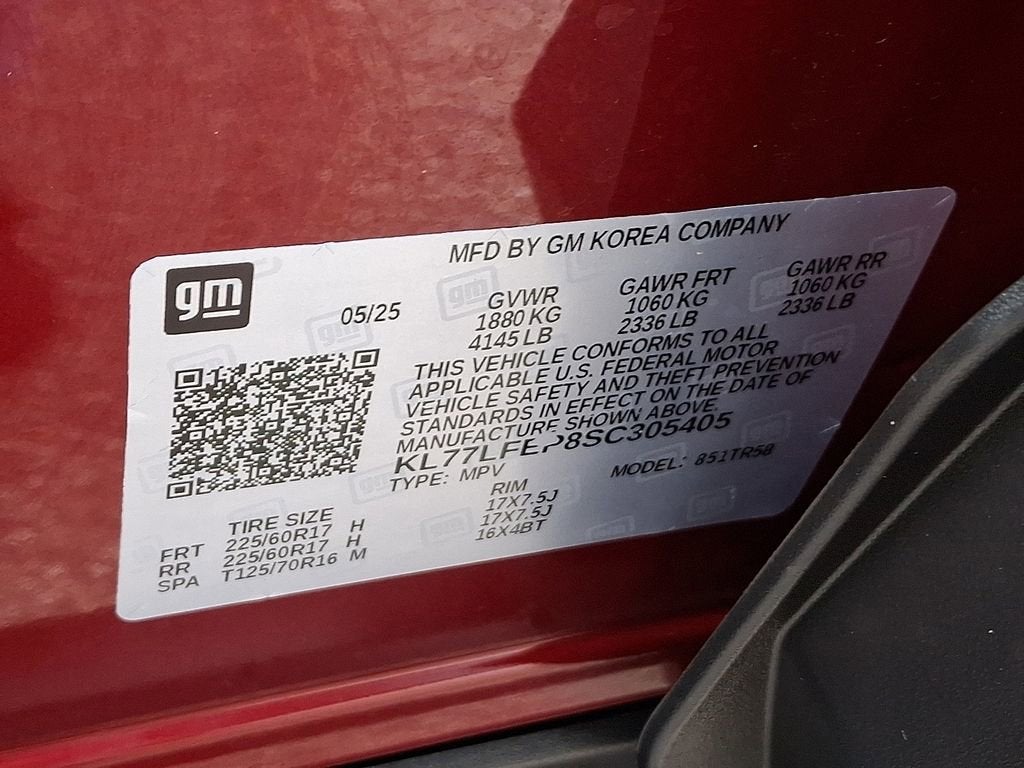 gm
MFD BY GM KOREA COMPANY
05/25
GVWR GAWR FRT GAWR RR
1880 KG 1060 KG 1060 KG
4145 LB 2336 LB 2336 LB
THIS VEHICLE CONFORMS TO ALL
APPLICABLE U.S. FEDERAL MOTOR
VEHICLE SAFETY AND THEFT PREVENTION
STANDARDS IN EFFECT ON THE DATE OF
MANUFACTURE SHOWN ABOVE.
KL77LFEP8SC305405
TYPE: MPV MODEL: 851TR58
TIRE SIZE RIM
FRT 225/60R17 H 17X7.5J
RR 225/60R17 H 17X7.5J
SPA T125/70R16 M 16X4BT